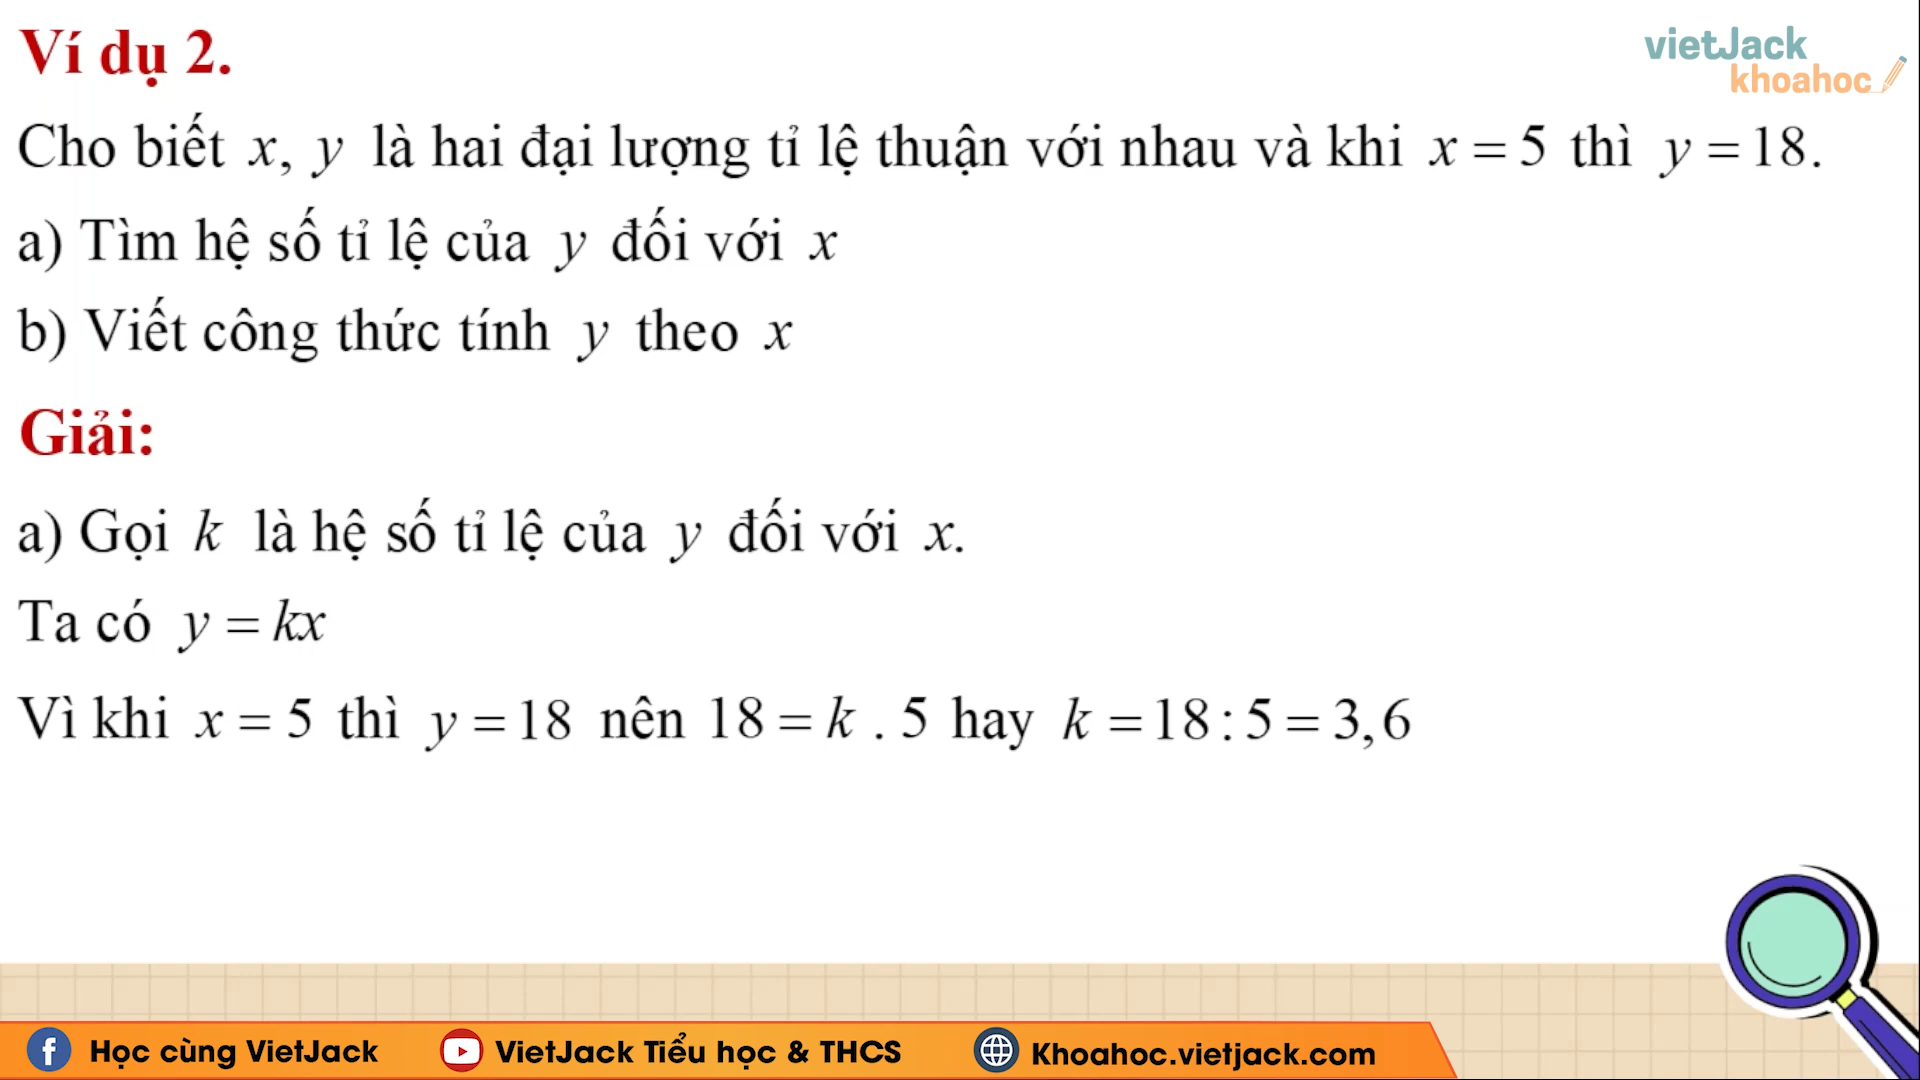 Ví dụ 2.
vietJack
khoahoc
Cho biết x, y là hai đại lượng tỉ lệ thuận với nhau và khi x = 5 thì y = 18.
a) Tìm hệ số tỉ lệ của y đối với x
b) Viết công thức tính y theo x
Giải:
a) Gọi k là hệ số tỉ lệ của y đối với x.
Ta có y = kx
Vì khi x = 5 thì y = 18 nên 18 = k . 5 hay k = 18 : 5 = 3,6
Học cùng VietJack
VietJack Tiểu học & THCS
Khoahoc.vietjack.com